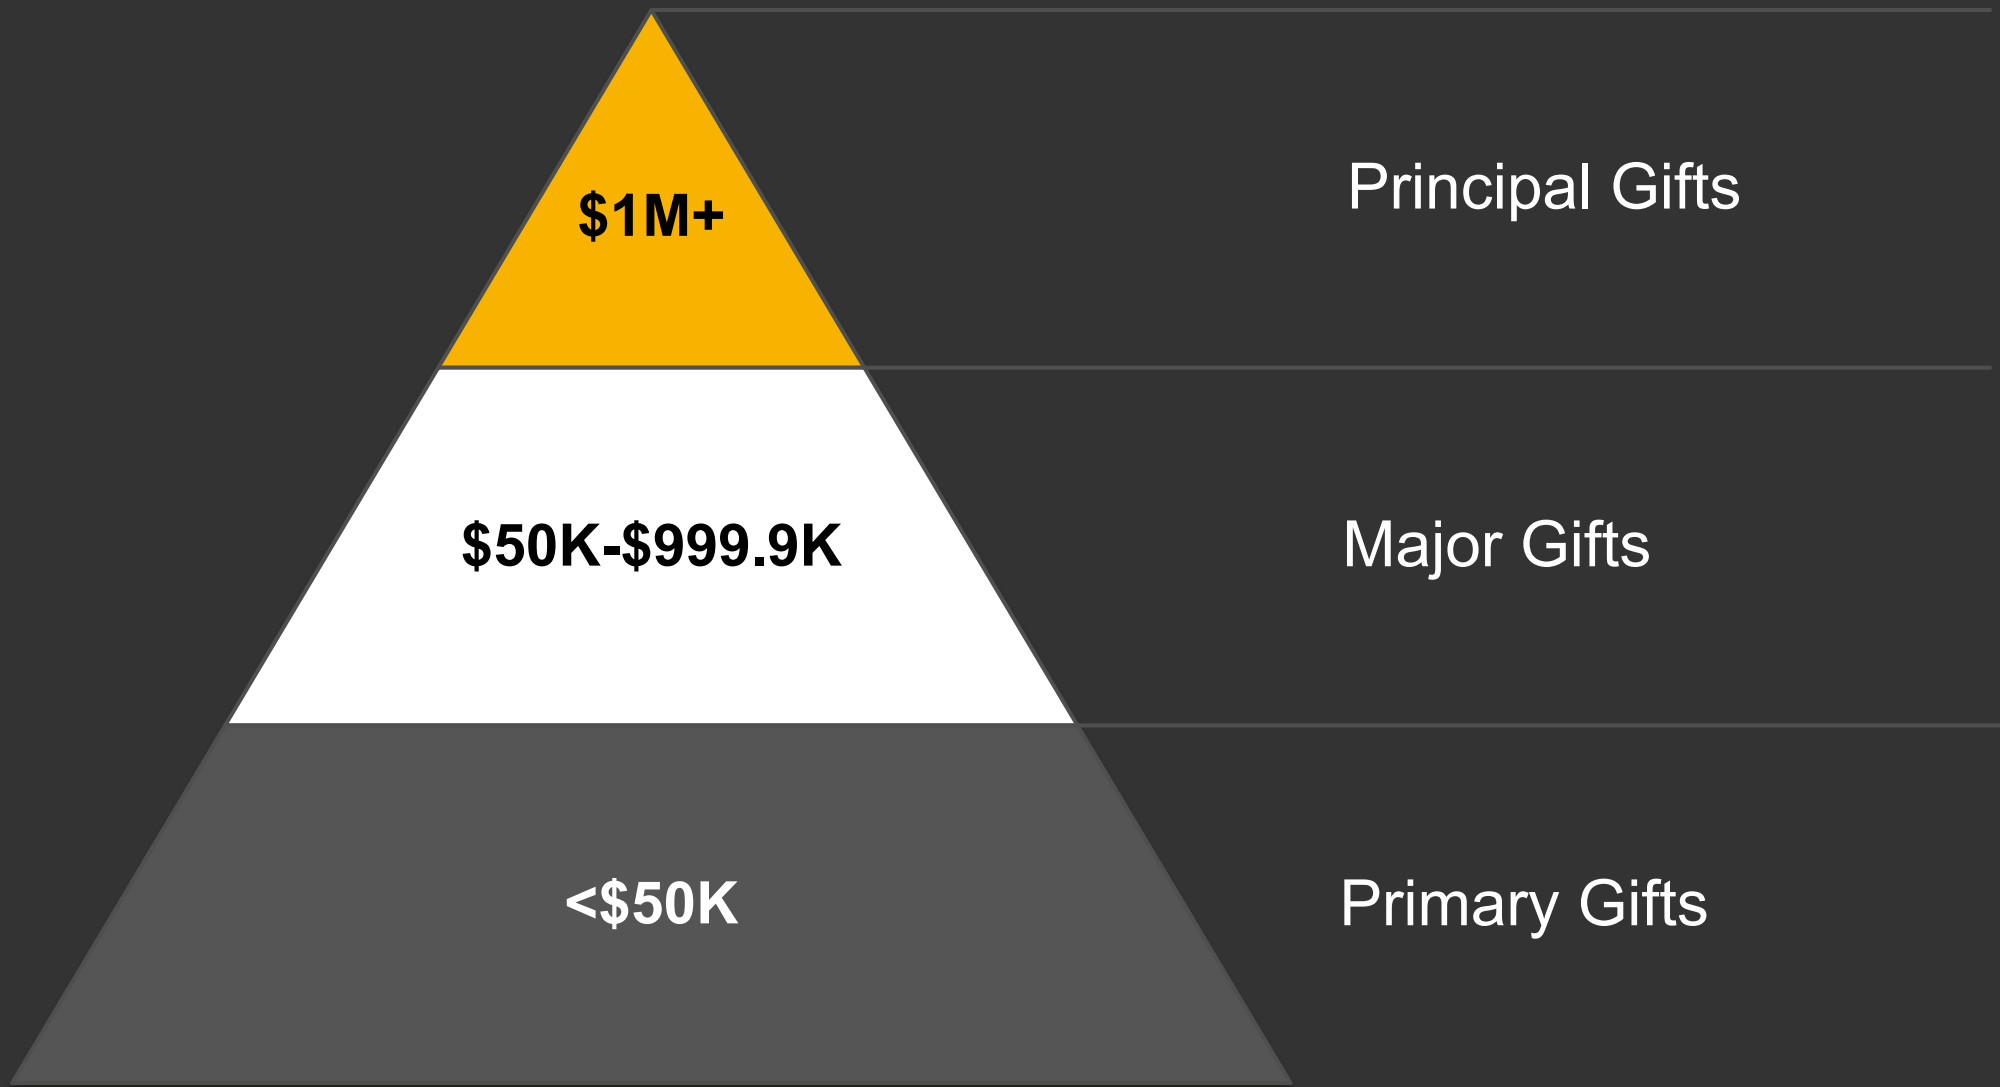 $1M+
Principal Gifts
$50K-$999.9K
Major Gifts
<$50K
Primary Gifts